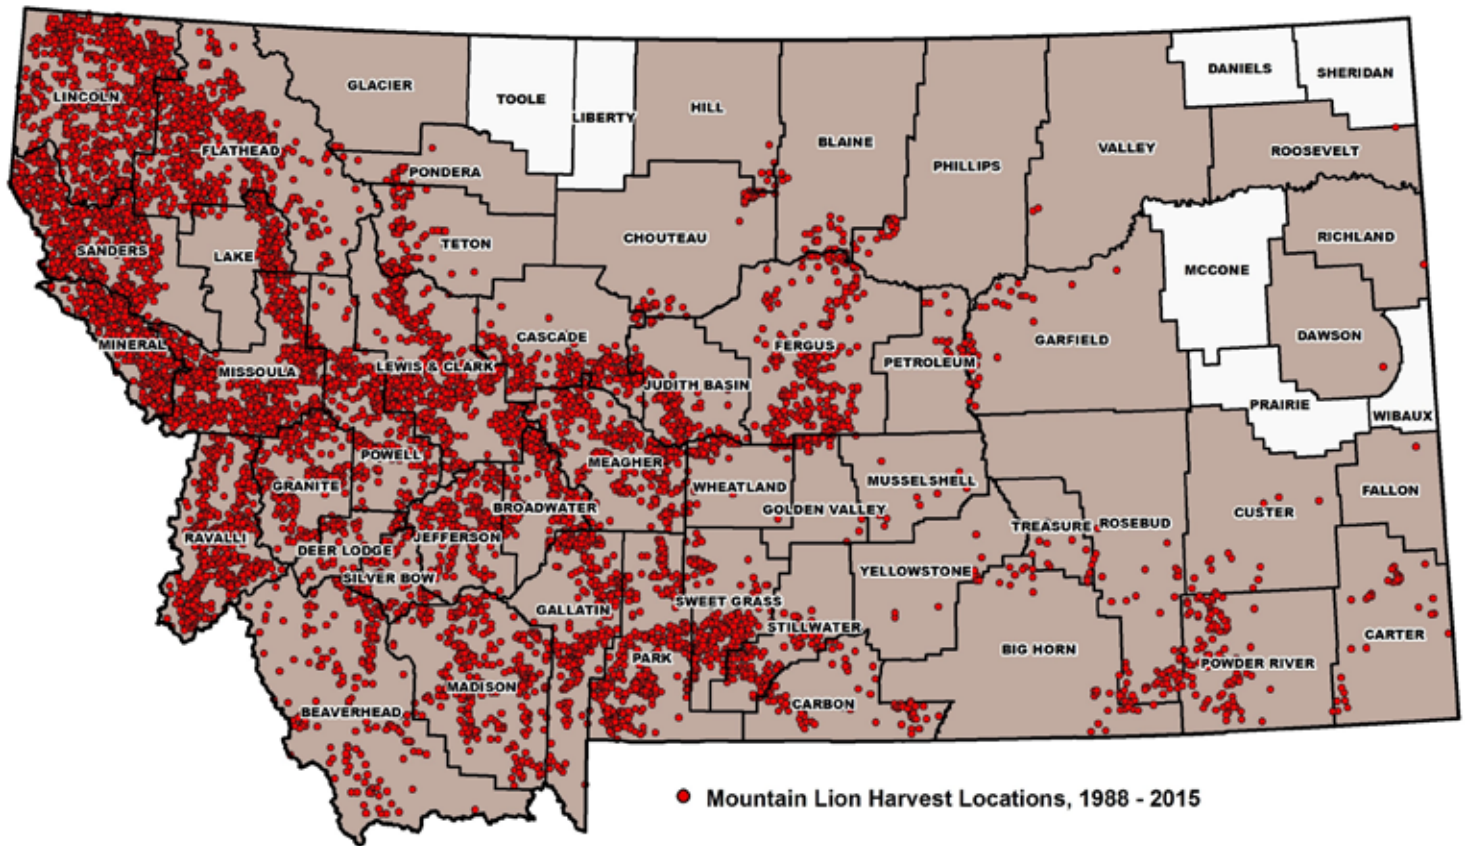 DANIELS
SHERIDAN
GLACIER
TOOLE
LIBERTY
HILL
LINCOLN
BLAINE
VALLEY
ROOSEVELT
FLATHEAD
PONDERA
PHILLIPS
SANDERS
LAKE
TETON
CHOUTEAU
RICHLAND
MCCONE
MINERAL
CASCADE
FERGUS
GARFIELD
DAWSON
MISSOULA
LEWIS & CLARK
JUDITH BASIN
PETROLEUM
PRAIRIE
WIBAUX
POWELL
MEAGHER
GRANITE
WHEATLAND
MUSSELSHELL
FALLON
BROADWATER
GOLDEN VALLEY
CUSTER
RAVALLI
DEER LODGE
JEFFERSON
TREASURE
ROSEBUD
SILVER BOW
YELLOWSTONE
GALLATIN
SWEET GRASS
STILLWATER
CARTER
PARK
BIG HORN
POWDER RIVER
MADISON
BEAVERHEAD
CARBON
Mountain Lion Harvest Locations, 1988 - 2015